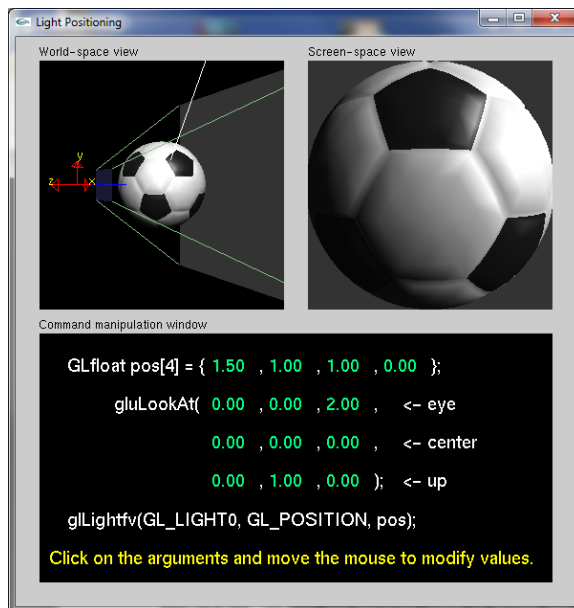 Light Positioning
World-space view
Screen-space view
y
z
x
Command manipulation window
GLfloat pos[4] = { 1.50 , 1.00 , 1.00 , 0.00 };
gluLookAt( 0.00 , 0.00 , 2.00 , <- eye
0.00 , 0.00 , 0.00 , <- center
0.00 , 1.00 , 0.00 ); <- up
glLightfv(GL_LIGHT0, GL_POSITION, pos);
Click on the arguments and move the mouse to modify values.